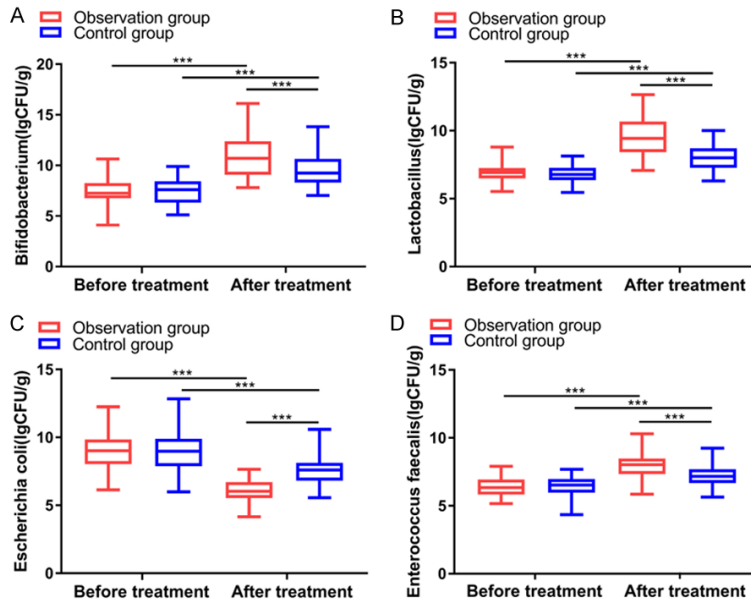 A
Observation group
Control group
***
***
***
Bifidobacterium(lgCFU/g)
20
15
10
5
0
Before treatment
After treatment
B
Observation group
Control group
***
***
***
Lactobacillus(lgCFU/g)
15
10
5
0
Before treatment
After treatment
C
Observation group
Control group
***
***
***
Escherichia coli(lgCFU/g)
15
10
5
0
Before treatment
After treatment
D
Observation group
Control group
***
***
***
Enterococcus faecalis(lgCFU/g)
15
10
5
0
Before treatment
After treatment